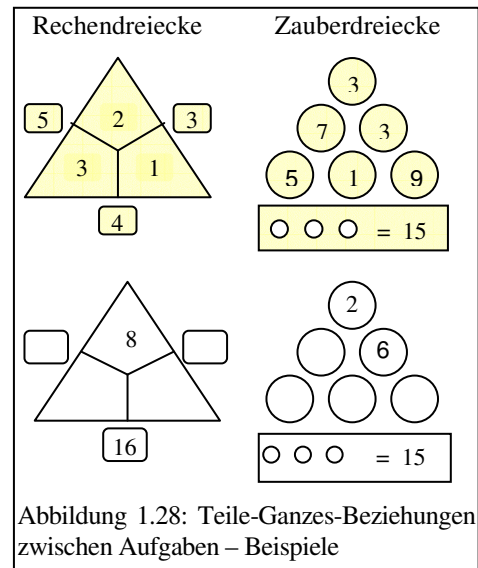 Rechendreiecke Zauberdreiecke
5 2 3
3 1
4
3
7 3
5 1 9
= 15
8
16
2
6
= 15
Abbildung 1.28: Teile-Ganzes-Beziehungen
zwischen Aufgaben – Beispiele